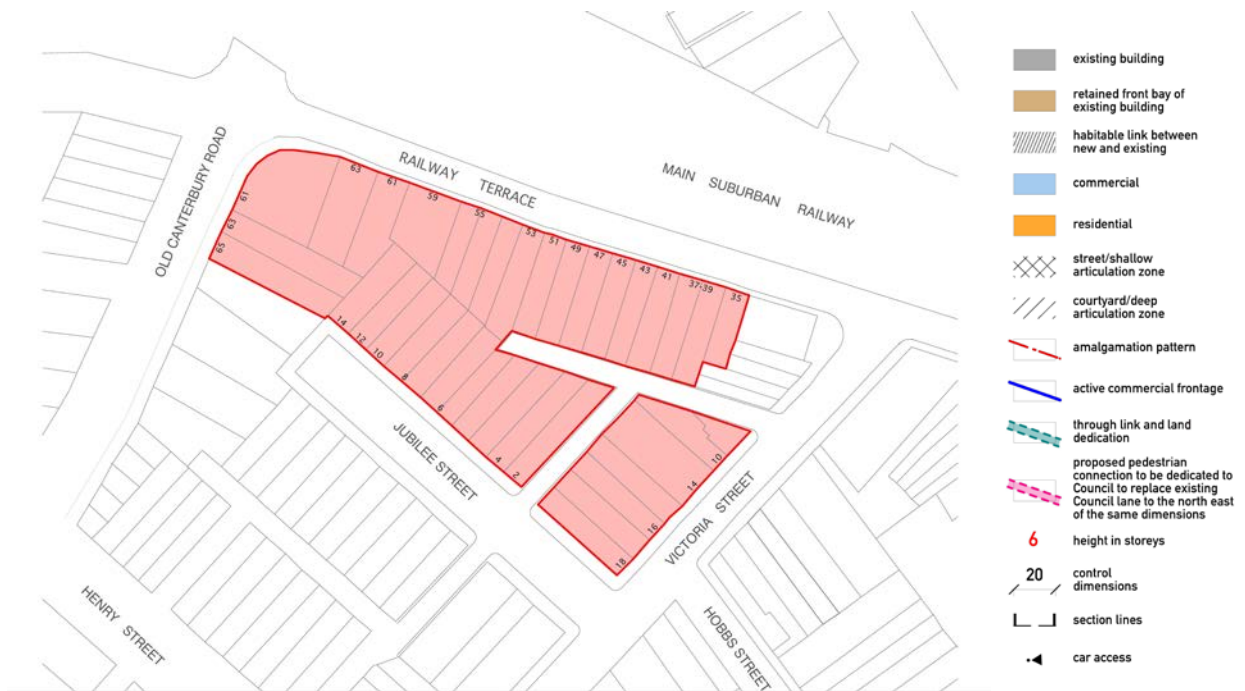 OLD CANTERBURY ROAD
RAILWAY TERRACE
MAIN SUBURBAN RAILWAY
63
61
59
55
53
51
49
47
45
43
41
37-39
35
61
63
65
14
12
10
8
6
4
2
JUBILEE STREET
10
14
16
18
VICTORIA STREET
HENRY STREET
HOBBS STREET
existing building
retained front bay of
existing building
habitable link between
new and existing
commercial
residential
street/shallow
articulation zone
courtyard/deep
articulation zone
amalgamation pattern
active commercial frontage
through link and land
dedication
proposed pedestrian
connection to be dedicated to
Council to replace existing
Council lane to the north east
of the same dimensions
6 height in storeys
20 control
dimensions
section lines
car access